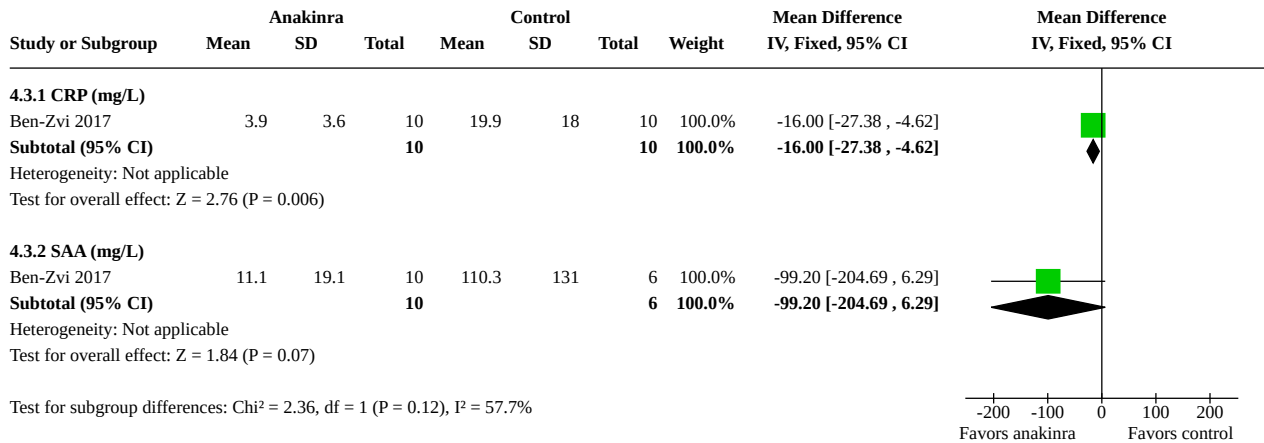 Anakinra Control Mean Difference Mean Difference
Study or Subgroup Mean SD Total Mean SD Total Weight IV, Fixed, 95% CI IV, Fixed, 95% CI
4.3.1 CRP (mg/L)
Ben-Zvi 2017 3.9 3.6 10 19.9 18 10 100.0% -16.00 [-27.38 , -4.62]
Subtotal (95% CI) 10 10 100.0% -16.00 [-27.38 , -4.62]
Heterogeneity: Not applicable
Test for overall effect: Z = 2.76 (P = 0.006)
4.3.2 SAA (mg/L)
Ben-Zvi 2017 11.1 19.1 10 110.3 131 6 100.0% -99.20 [-204.69 , 6.29]
Subtotal (95% CI) 10 6 100.0% -99.20 [-204.69 , 6.29]
Heterogeneity: Not applicable
Test for overall effect: Z = 1.84 (P = 0.07)
Test for subgroup differences: Chi² = 2.36, df = 1 (P = 0.12), I² = 57.7%
-200 -100 0 100 200
Favors anakinra Favors control